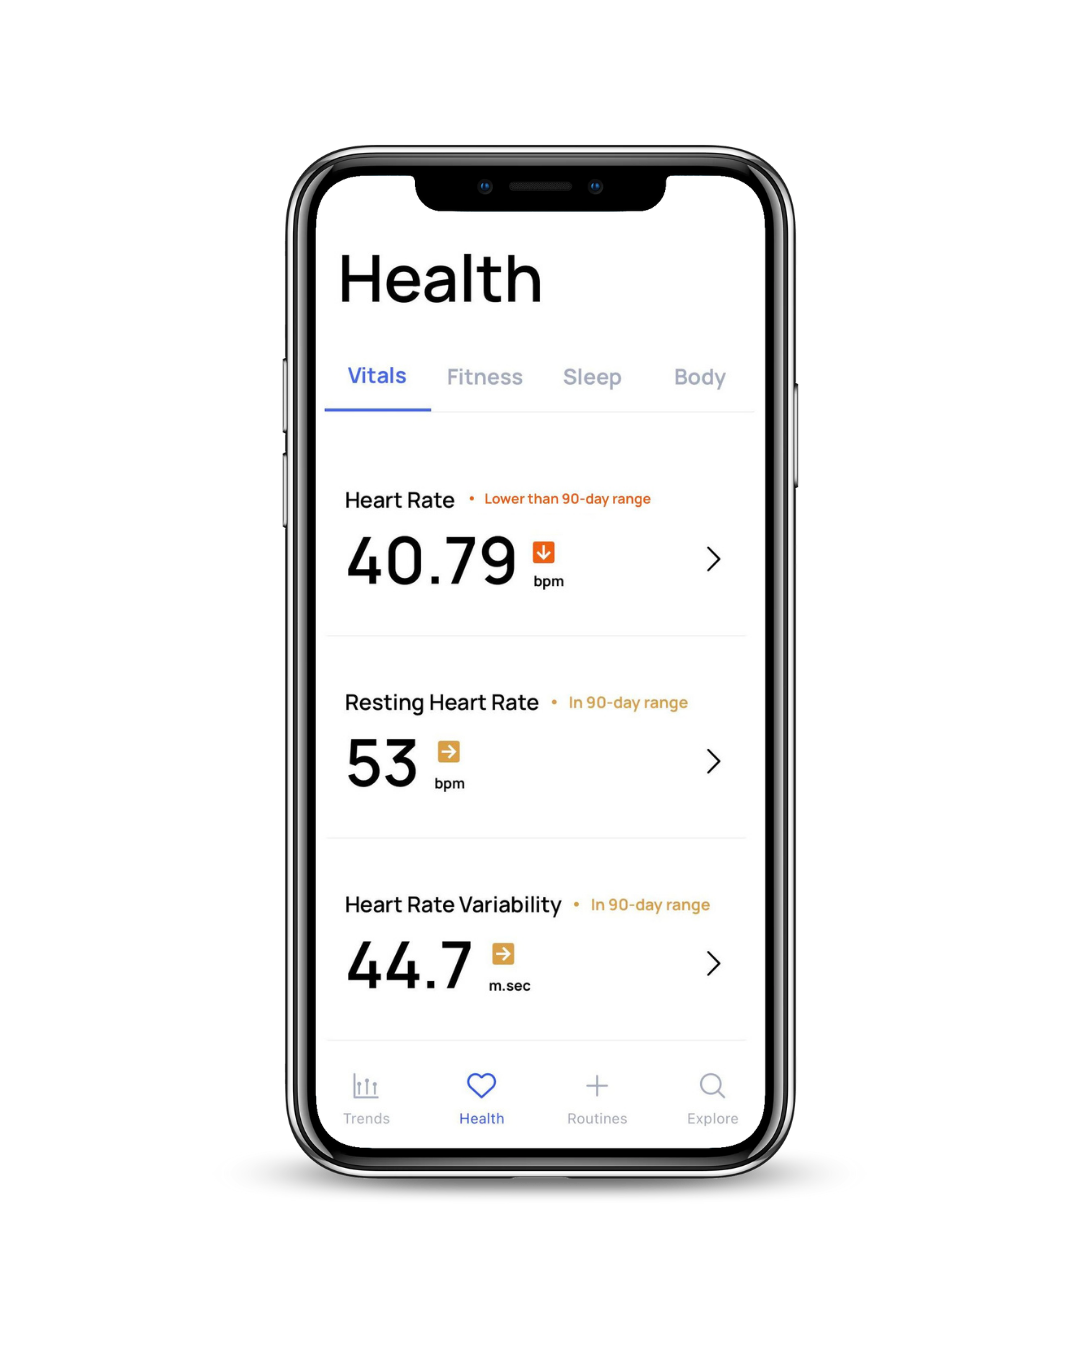 Health
Vitals Fitness Sleep Body
Heart Rate • Lower than 90-day range
40.79 bpm
Resting Heart Rate • In 90-day range
53 bpm
Heart Rate Variability • In 90-day range
44.7 m.sec
Trends Health Routines Explore